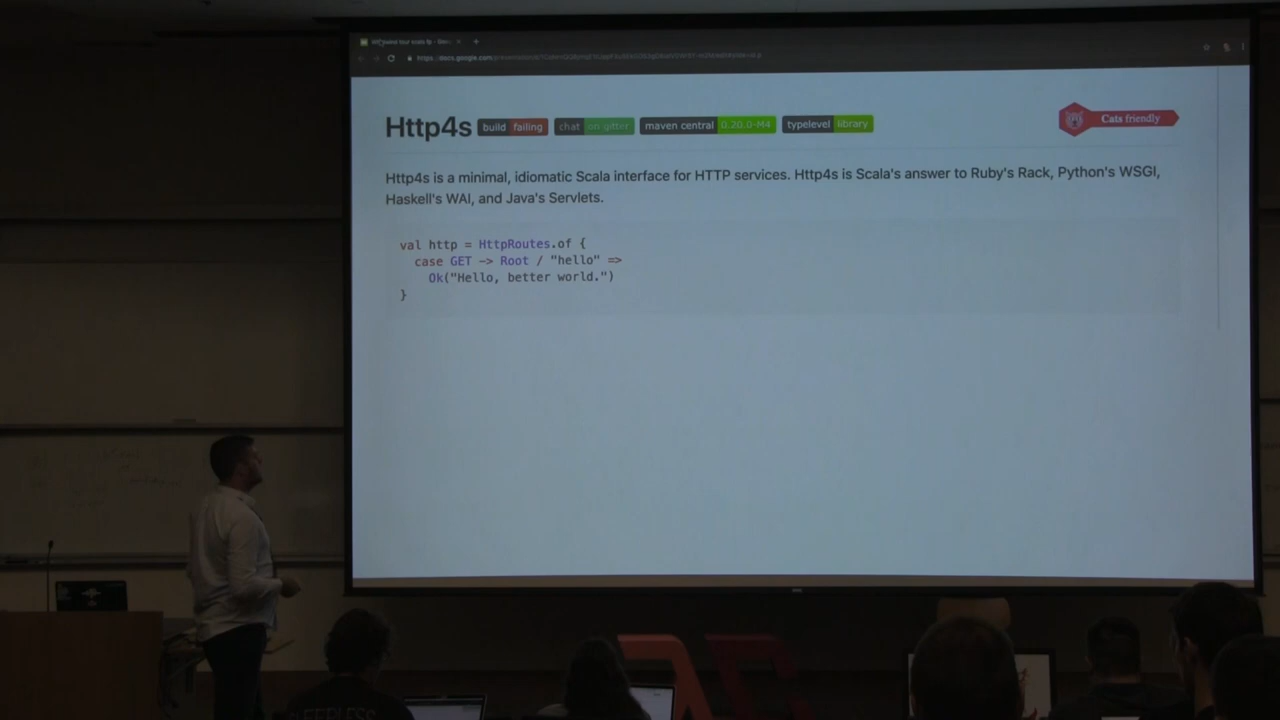 Http4s build failing chat on gitter maven central 0.20.0-M4 typelevel library Cats friendly
Http4s is a minimal, idiomatic Scala interface for HTTP services. Http4s is Scala's answer to Ruby's Rack, Python's WSGI,
Haskell's WAI, and Java's Servlets.
val http = HttpRoutes.of {
case GET -> Root / "hello" =>
Ok("Hello, better world.")
}